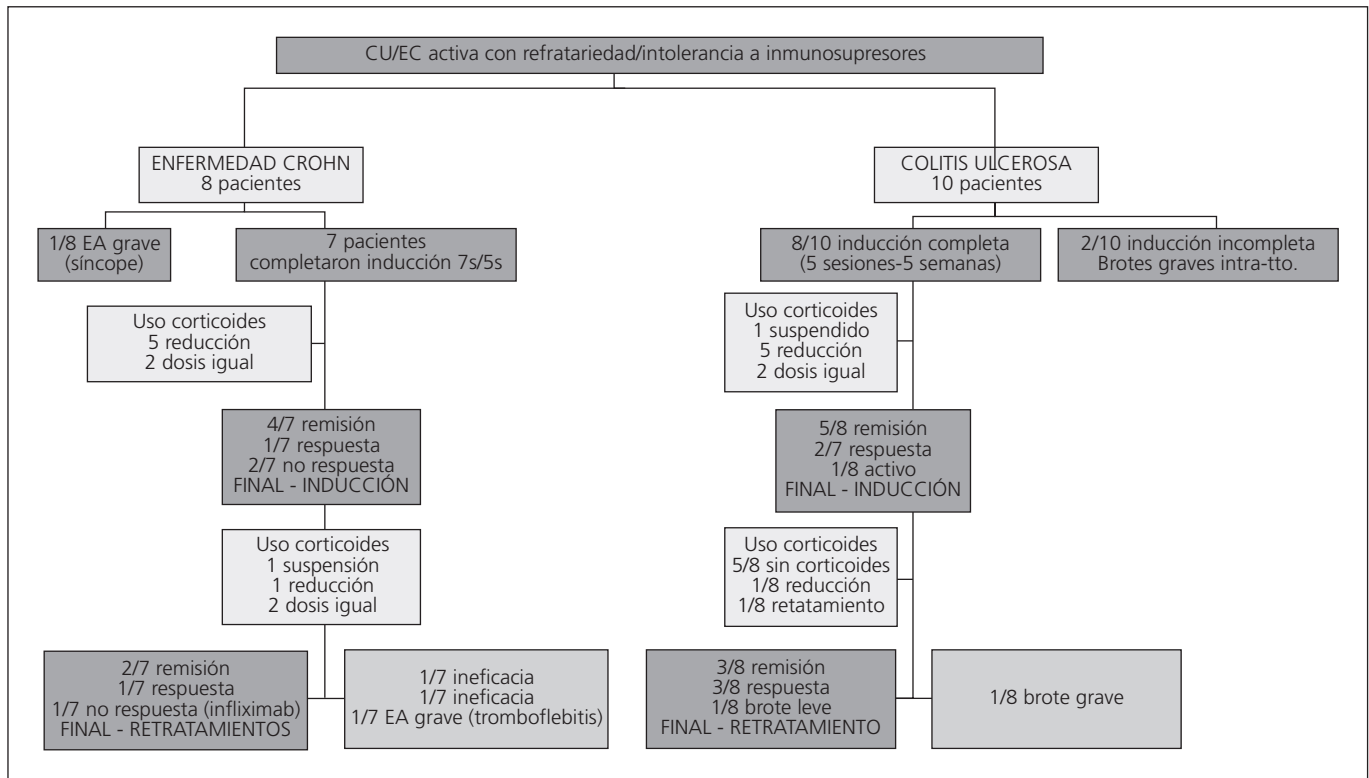 CU/EC activa con refratariedad/intolerancia a inmunosupresores
ENFERMEDAD CROHN
8 pacientes
COLITIS ULCEROSA
10 pacientes
1/8 EA grave
(síncope)
7 pacientes
completaron inducción 7s/5s
8/10 inducción completa
(5 sesiones-5 semanas)
2/10 inducción incompleta
Brotes graves intra-tto.
Uso corticoides
5 reducción
2 dosis igual
Uso corticoides
1 suspendido
5 reducción
2 dosis igual
4/7 remisión
1/7 respuesta
2/7 no respuesta
FINAL - INDUCCIÓN
5/8 remisión
2/7 respuesta
1/8 activo
FINAL - INDUCCIÓN
Uso corticoides
1 suspensión
1 reducción
2 dosis igual
Uso corticoides
5/8 sin corticoides
1/8 reducción
1/8 retatamiento
2/7 remisión
1/7 respuesta
1/7 no respuesta (infliximab)
FINAL - RETRATAMIENTOS
1/7 ineficacia
1/7 ineficacia
1/7 EA grave (tromboflebitis)
3/8 remisión
3/8 respuesta
1/8 brote leve
FINAL - RETRATAMIENTO
1/8 brote grave